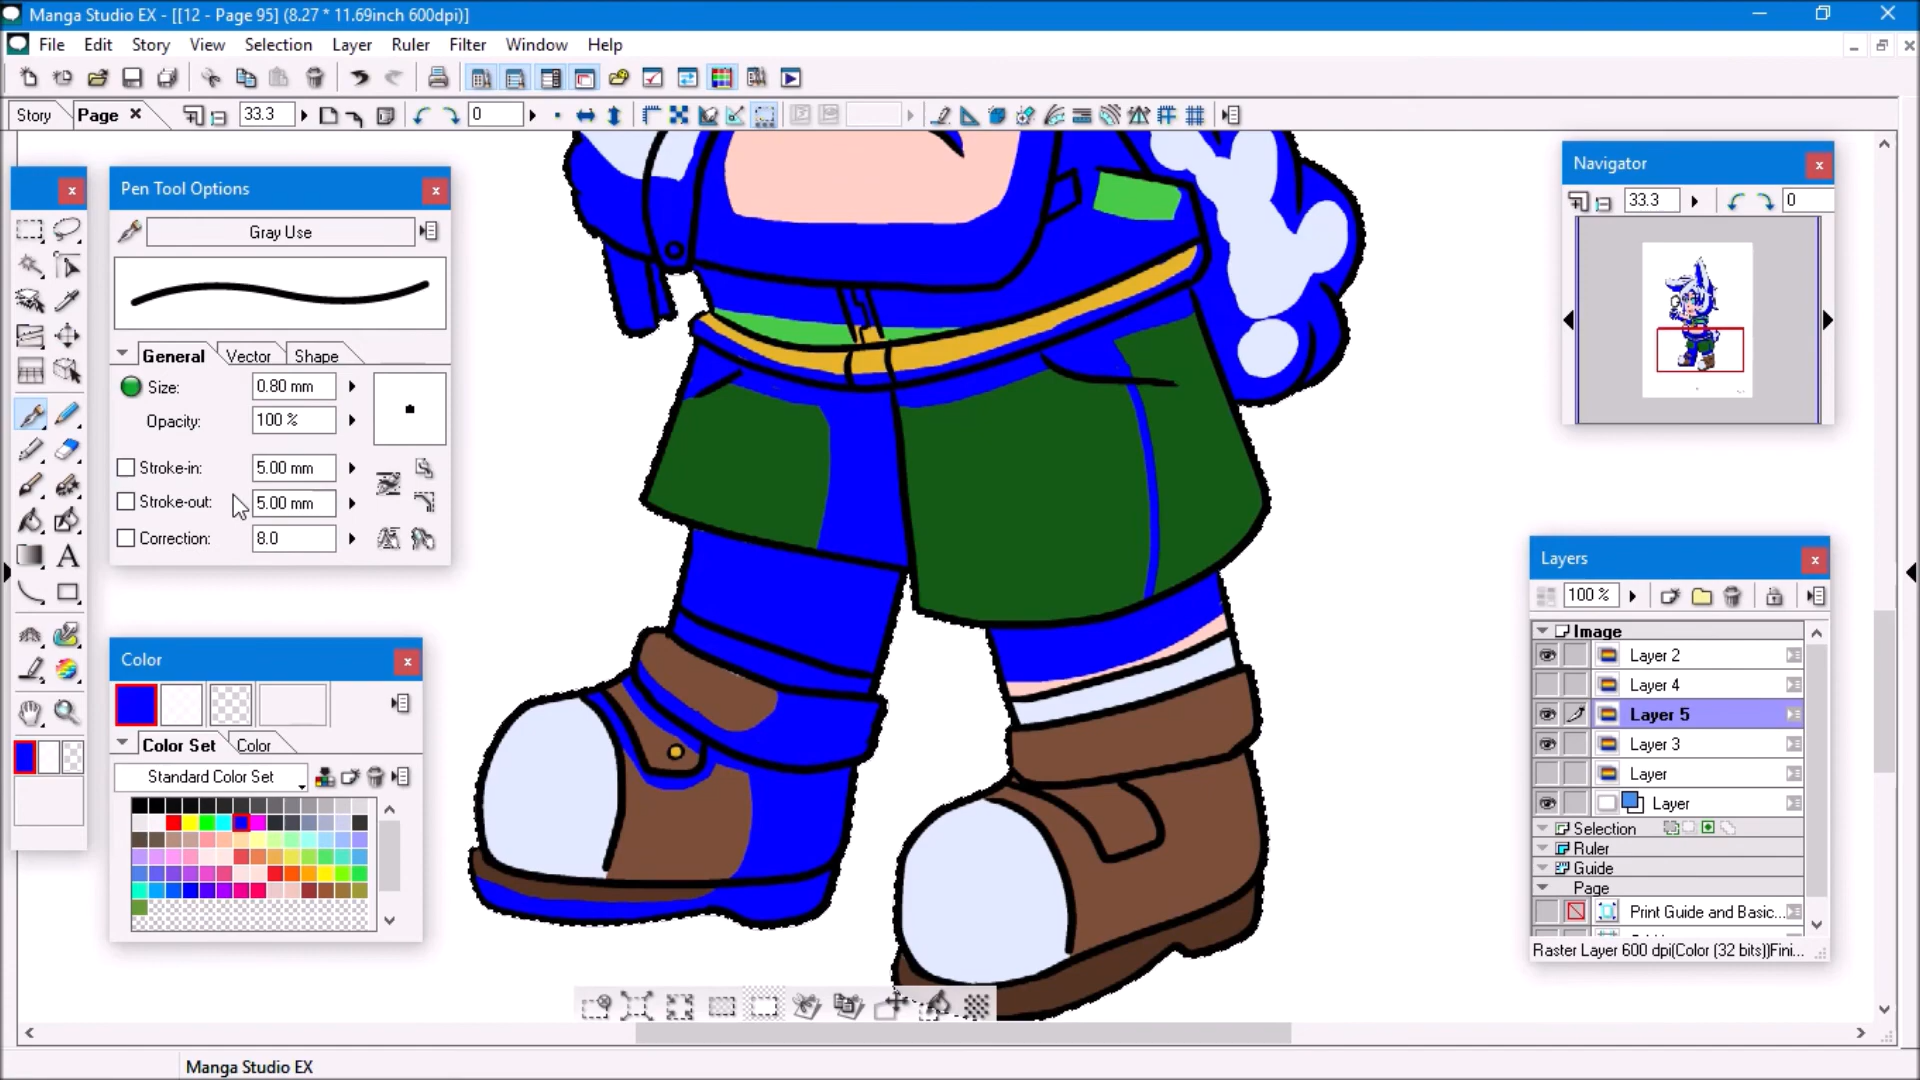 Manga Studio EX - [[12 - Page 95] (8.27 * 11.69inch 600dpi)]
File Edit Story View Selection Layer Ruler Filter Window Help
Story Page 33.3 0
Pen Tool Options
Gray Use
General Vector Shape
Size: 0.80 mm
Opacity: 100 %
Stroke-in: 5.00 mm
Stroke-out: 5.00 mm
Correction: 8.0
Color
Color Set Color
Standard Color Set
Navigator
33.3 0
Layers
100 %
Image
Layer 2
Layer 4
Layer 5
Layer 3
Layer
Layer
Selection
Ruler
Guide
Page
Print Guide and Basic...
Raster Layer 600 dpi(Color (32 bits))Fini...
Manga Studio EX